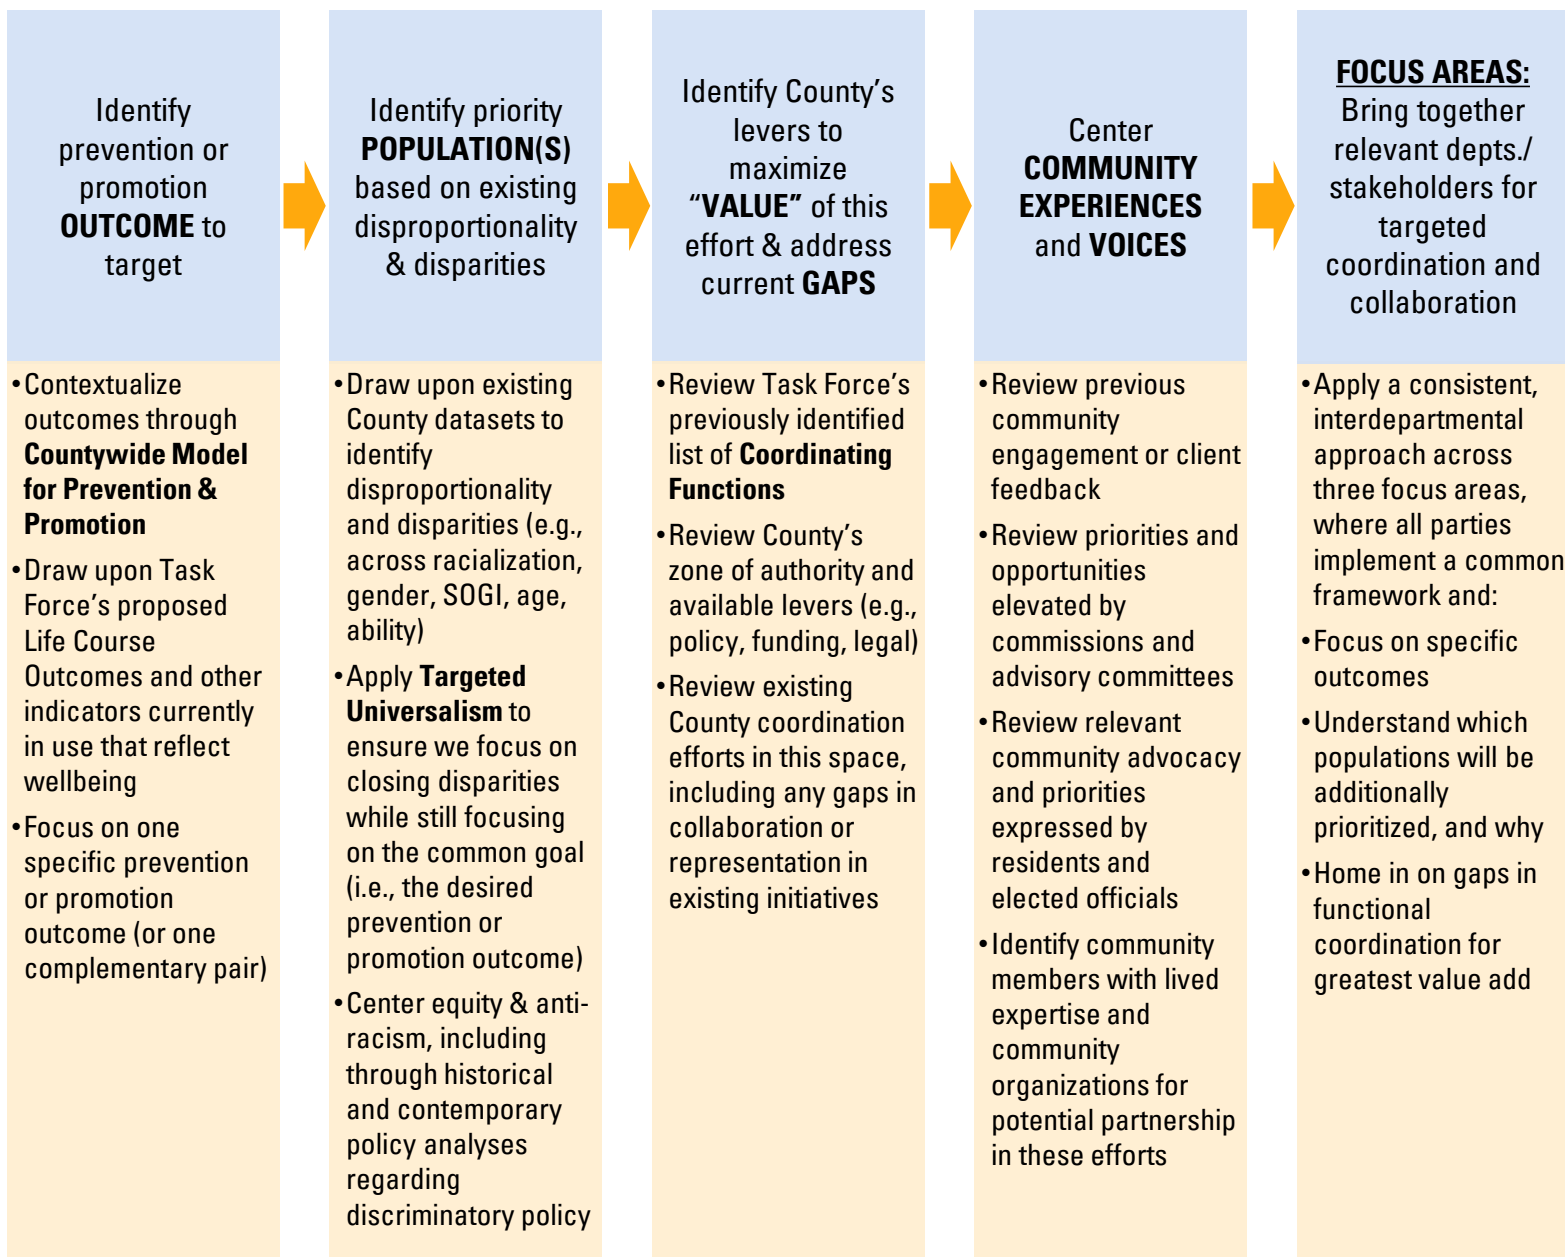 Identify
prevention or
promotion
OUTCOME to
target
•Contextualize
outcomes through
Countywide Model
for Prevention &
Promotion
•Draw upon Task
Force’s proposed
Life Course
Outcomes and other
indicators currently
in use that reflect
wellbeing
•Focus on one
specific prevention
or promotion
outcome (or one
complementary pair)
Identify priority
POPULATION(S)
based on existing
disproportionality
& disparities
•Draw upon existing
County datasets to
identify
disproportionality
and disparities (e.g.,
across racialization,
gender, SOGI, age,
ability)
•Apply Targeted
Universalism to
ensure we focus on
closing disparities
while still focusing
on the common goal
(i.e., the desired
prevention or
promotion outcome)
•Center equity & anti-
racism, including
through historical
and contemporary
policy analyses
regarding
discriminatory policy
Identify County’s
levers to
maximize
“VALUE” of this
effort & address
current GAPS
•Review Task Force’s
previously identified
list of Coordinating
Functions
•Review County’s
zone of authority and
available levers (e.g.,
policy, funding, legal)
•Review existing
County coordination
efforts in this space,
including any gaps in
collaboration or
representation in
existing initiatives
Center
COMMUNITY
EXPERIENCES
and VOICES
•Review previous
community
engagement or client
feedback
•Review priorities and
opportunities
elevated by
commissions and
advisory committees
•Review relevant
community advocacy
and priorities
expressed by
residents and
elected officials
•Identify community
members with lived
expertise and
community
organizations for
potential partnership
in these efforts
FOCUS AREAS:
Bring together
relevant depts./
stakeholders for
targeted
coordination and
collaboration
•Apply a consistent,
interdepartmental
approach across
three focus areas,
where all parties
implement a common
framework and:
•Focus on specific
outcomes
•Understand which
populations will be
additionally
prioritized, and why
•Home in on gaps in
functional
coordination for
greatest value add